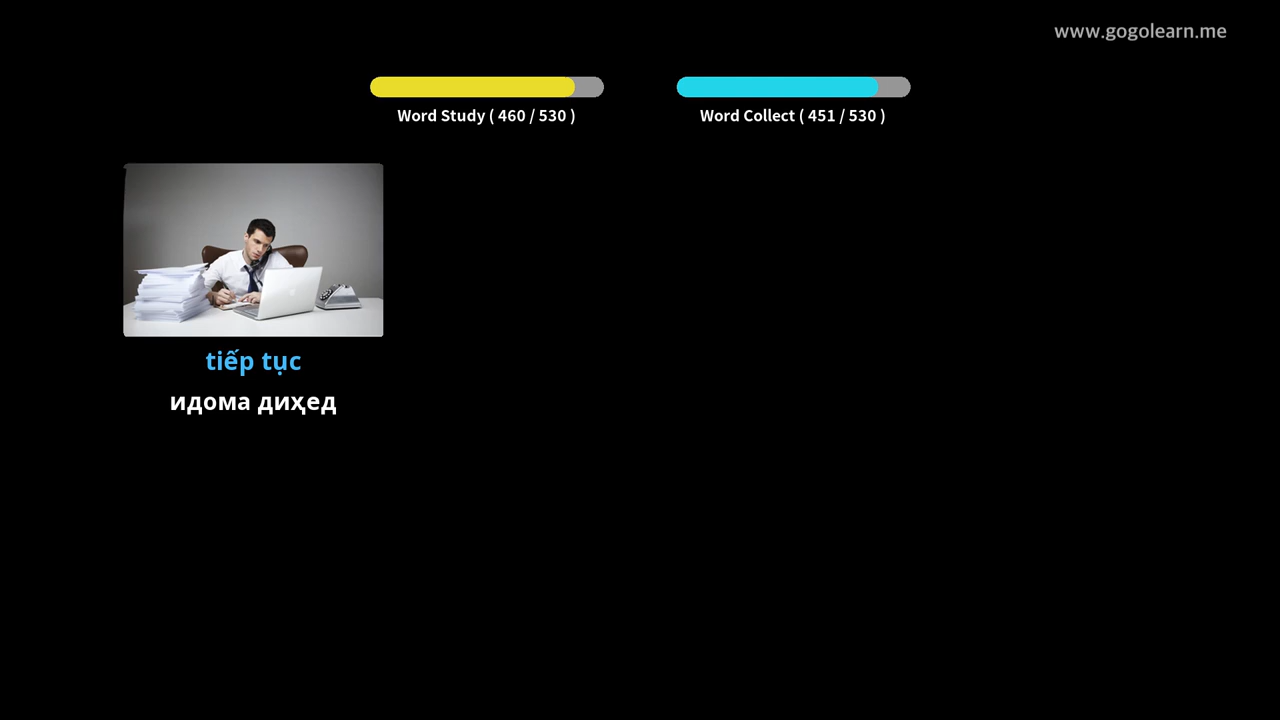 www.gogolearn.me
Word Study ( 460 / 530 )
Word Collect ( 451 / 530 )
tiếp tục
идома диҳед